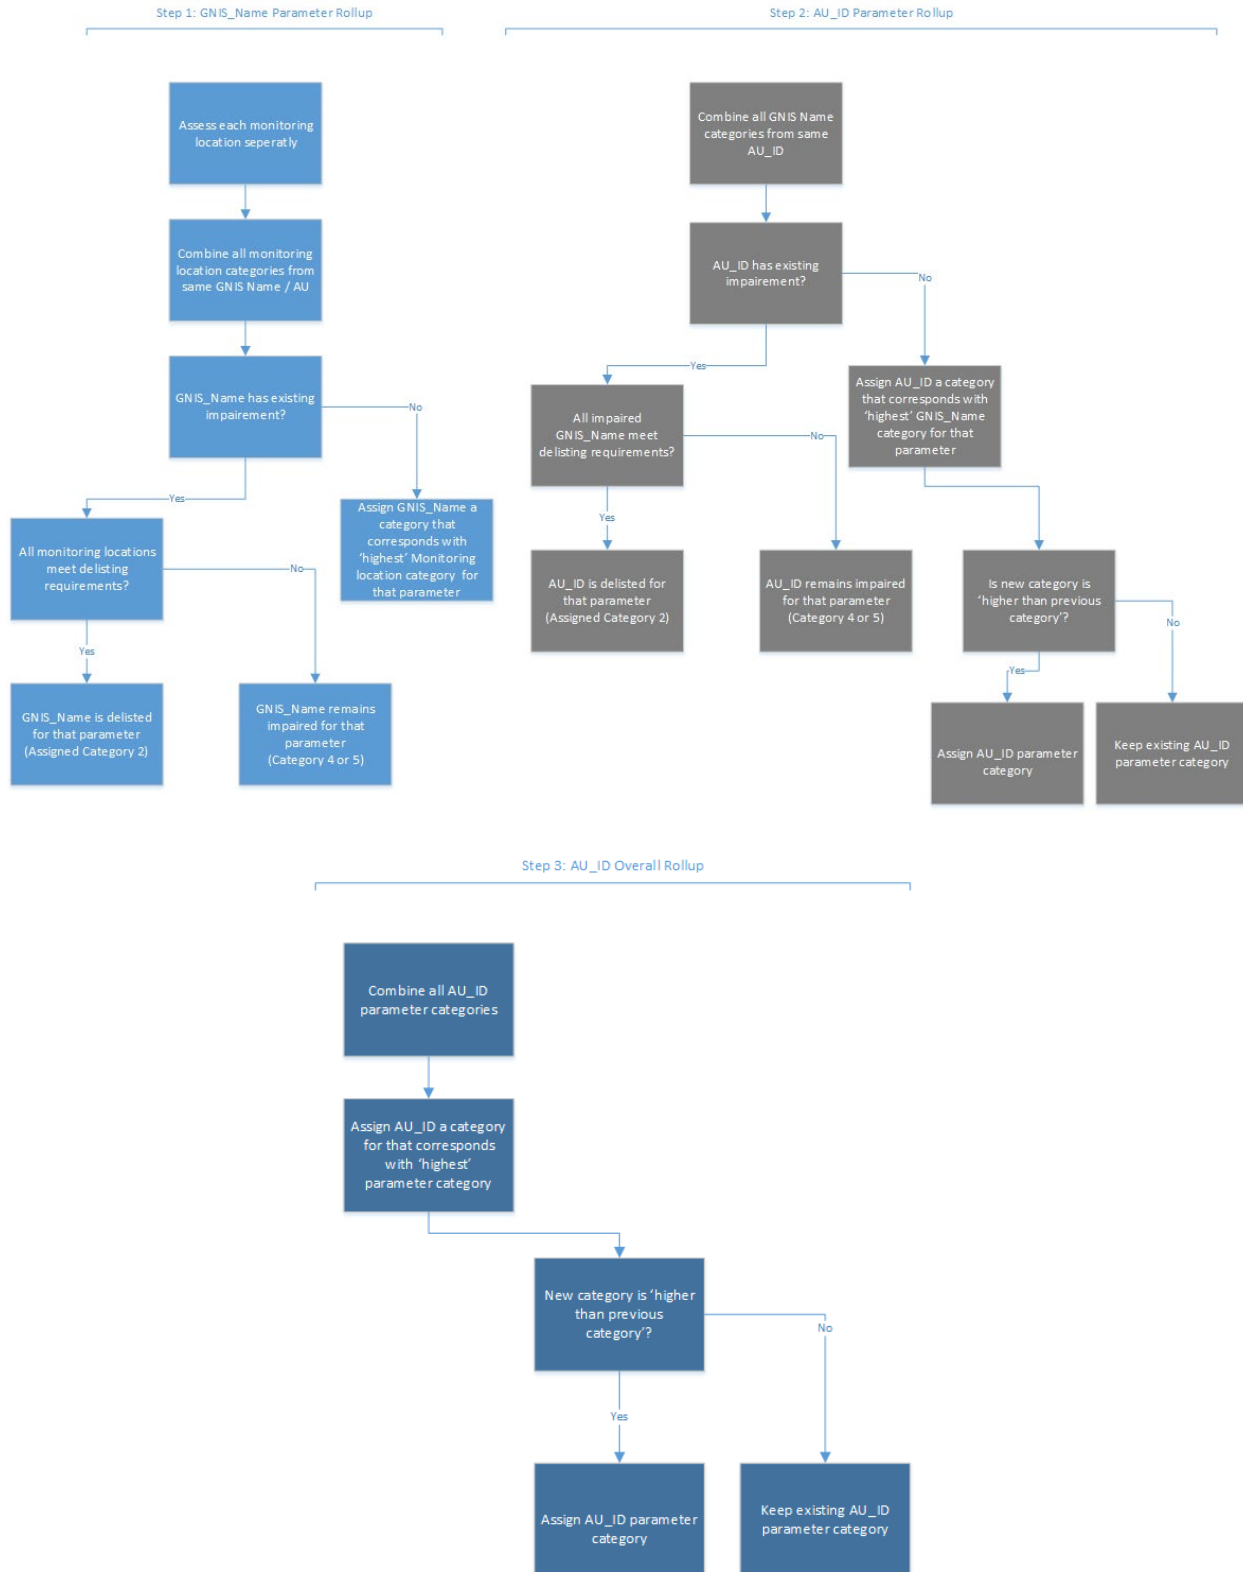 Step 1: GNIS_Name Parameter Rollup
Assess each monitoring
location seperatly
Combine all monitoring
location categories from
same GNIS Name / AU
GNIS_Name has existing
impairement?
No
Yes
Assign GNIS_Name a
category that
corresponds with
‘highest’ Monitoring
location category for
that parameter
All monitoring locations
meet delisting
requirements?
No
Yes
GNIS_Name is delisted
for that parameter
(Assigned Category 2)
GNIS_Name remains
impaired for that
parameter
(Category 4 or 5)
Step 2: AU_ID Parameter Rollup
Combine all GNIS Name
categories from same
AU_ID
AU_ID has existing
impairement?
No
Yes
All impaired
GNIS_Name meet
delisting requirements?
Assign AU_ID a category
that corresponds with
‘highest’ GNIS_Name
category for that
parameter
No
Yes
AU_ID is delisted for
that parameter
(Assigned Category 2)
AU_ID remains impaired
for that parameter
(Category 4 or 5)
Is new category is
‘higher than previous
category’?
No
Yes
Assign AU_ID parameter
category
Keep existing AU_ID
parameter category
Step 3: AU_ID Overall Rollup
Combine all AU_ID
parameter categories
Assign AU_ID a category
for that corresponds
with ‘highest’
parameter category
New category is ‘higher
than previous
category’?
No
Yes
Assign AU_ID parameter
category
Keep existing AU_ID
parameter category